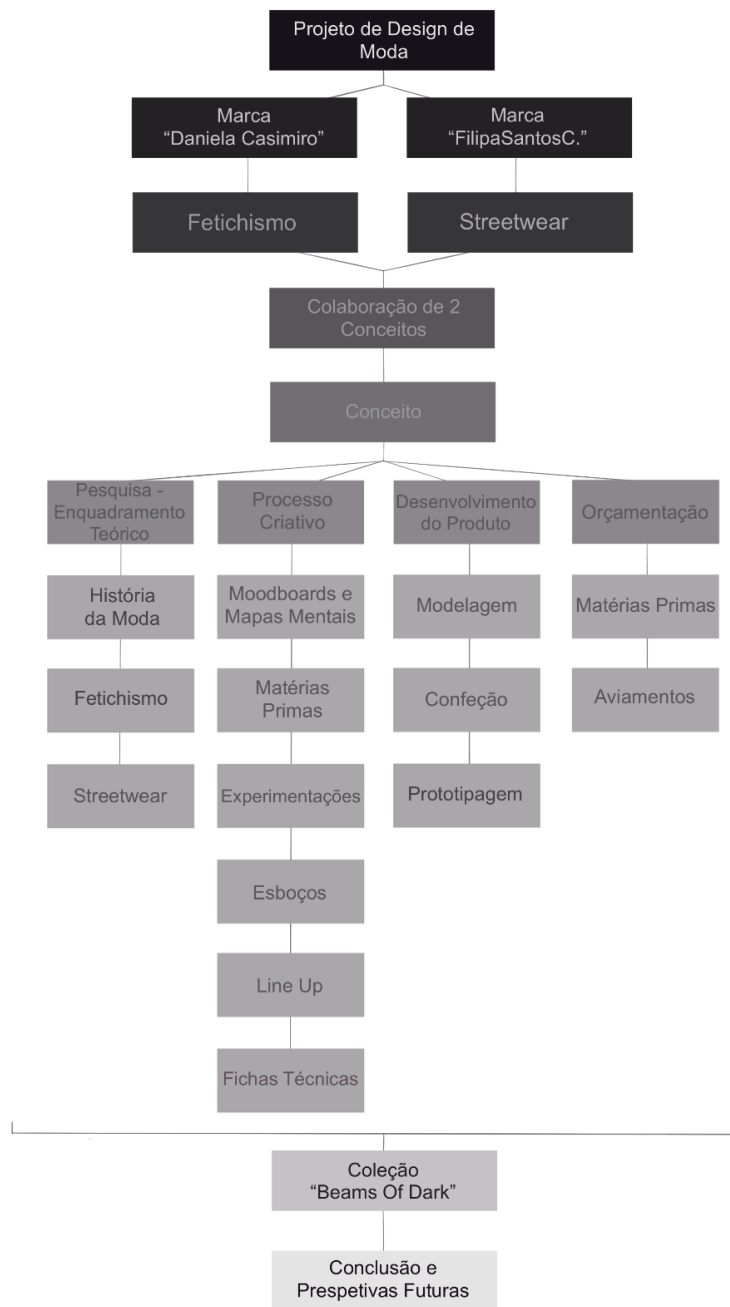 Projeto de Design de
Moda
Marca
“Daniela Casimiro”
Marca
“FilipaSantosC.”
Fetichismo
Streetwear
Colaboração de 2
Conceitos
Conceito
Pesquisa -
Enquadramento
Teórico
História
da Moda
Fetichismo
Streetwear
Processo
Criativo
Moodboards e
Mapas Mentais
Matérias
Primas
Experimentações
Esboços
Line Up
Fichas Técnicas
Desenvolvimento
do Produto
Modelagem
Confeção
Prototipagem
Orçamentação
Matérias Primas
Aviamentos
Coleção
“Beams Of Dark”
Conclusão e
Prespetivas Futuras